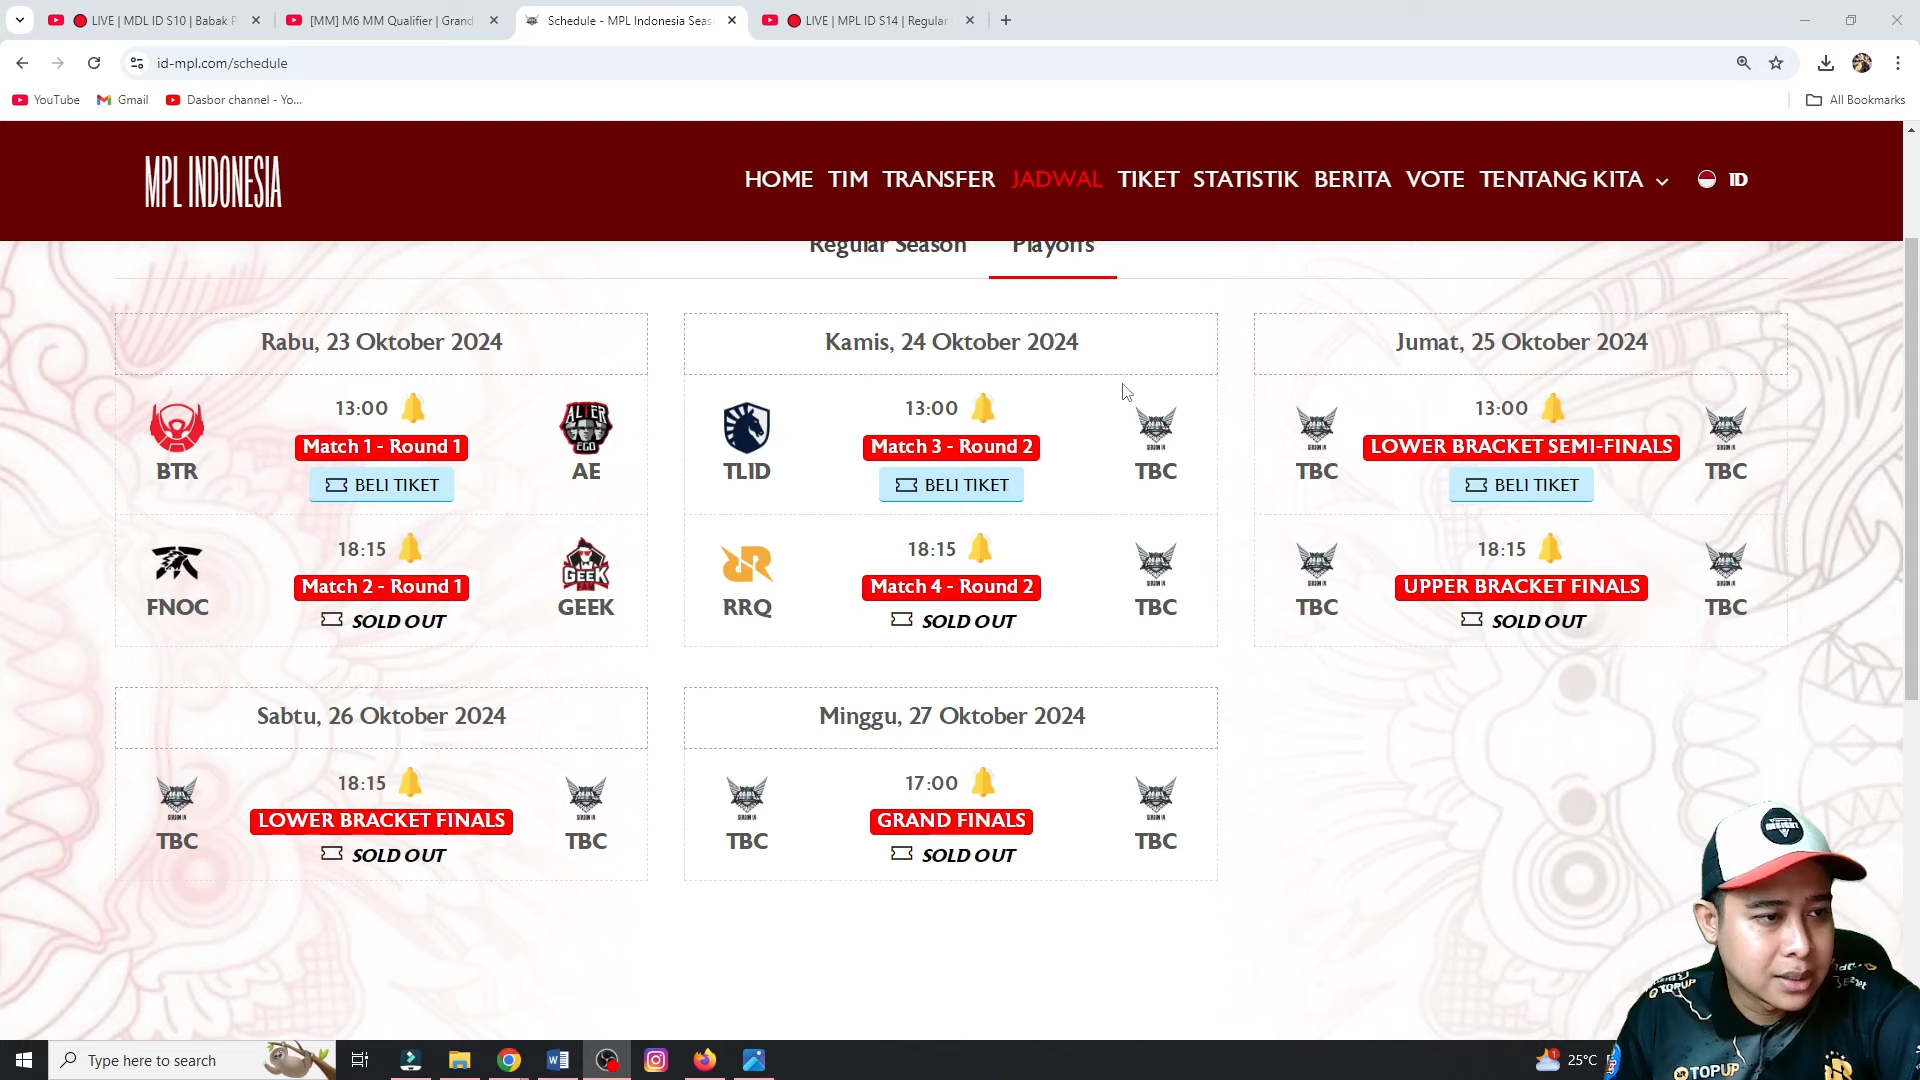 LIVE | MDL ID S10 | Babak P
[MM] M6 MM Qualifier | Grand
Schedule - MPL Indonesia Seas
LIVE | MPL ID S14 | Regular
id-mpl.com/schedule
YouTube
Gmail
Dasbor channel - Yo...
All Bookmarks
MPL INDONESIA
HOME TIM TRANSFER JADWAL TIKET STATISTIK BERITA VOTE TENTANG KITA ID
Regular Season Playoffs
Rabu, 23 Oktober 2024
13:00
BTR
Match 1 - Round 1
ALTER EGO
AE
BELI TIKET
18:15
FNOC
Match 2 - Round 1
GEEK FAM
GEEK
SOLD OUT
Kamis, 24 Oktober 2024
13:00
TLID
Match 3 - Round 2
TBC
BELI TIKET
18:15
RRQ
Match 4 - Round 2
TBC
SOLD OUT
Jumat, 25 Oktober 2024
13:00
TBC
LOWER BRACKET SEMI-FINALS
TBC
BELI TIKET
18:15
TBC
UPPER BRACKET FINALS
TBC
SOLD OUT
Sabtu, 26 Oktober 2024
18:15
TBC
LOWER BRACKET FINALS
TBC
SOLD OUT
Minggu, 27 Oktober 2024
17:00
TBC
GRAND FINALS
TBC
SOLD OUT
TOPUP
TOPUP
Type here to search
25°C